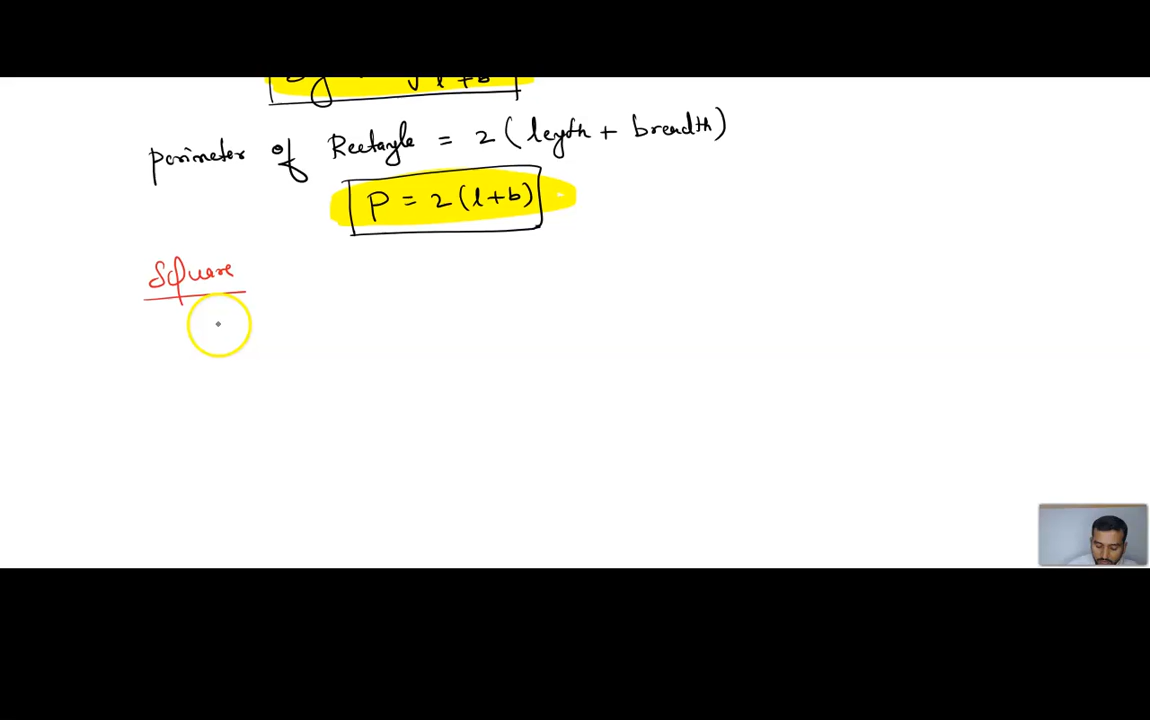 √l+b
perimeter of Rectangle = 2 (length + breadth)
P = 2 (l+b)
Square